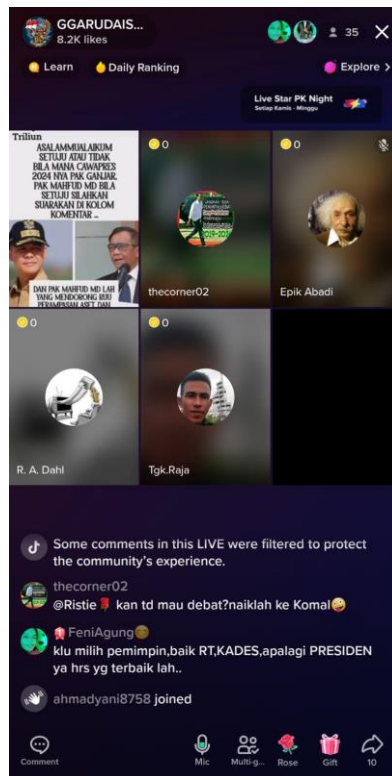 GGARUDAIS...
8.2K likes
35
Learn
Daily Ranking
Explore >
Live Star PK Night
Setiap Kamis - Minggu
Triliun
ASALAMMUALAIKUM
SETUJU ATAU TIDAK
BILA MANA CAWAPRES
2024 NYA PAK GANJAR.
PAK MAHFUD MD BILA
SETUJU SILAHKAN
SUARAKAN DI KOLOM
KOMENTAR ...
DAN PAK MAHFUD MD LAH
YANG MENDORONG RUU
PERAMPASAN ASET DAN
0
thecorner02
0
Epik Abadi
0
R. A. Dahl
0
Tgk.Raja
Some comments in this LIVE were filtered to protect
the community's experience.
thecorner02
@Ristie🌹 kan td mau debat?naiklah ke Komal🤪
FeniAgung
klu milih pemimpin,baik RT,KADES,apalagi PRESIDEN
ya hrs yg terbaik lah..
ahmadyani8758 joined
Comment
Mic
Multi-g...
Rose
Gift
10